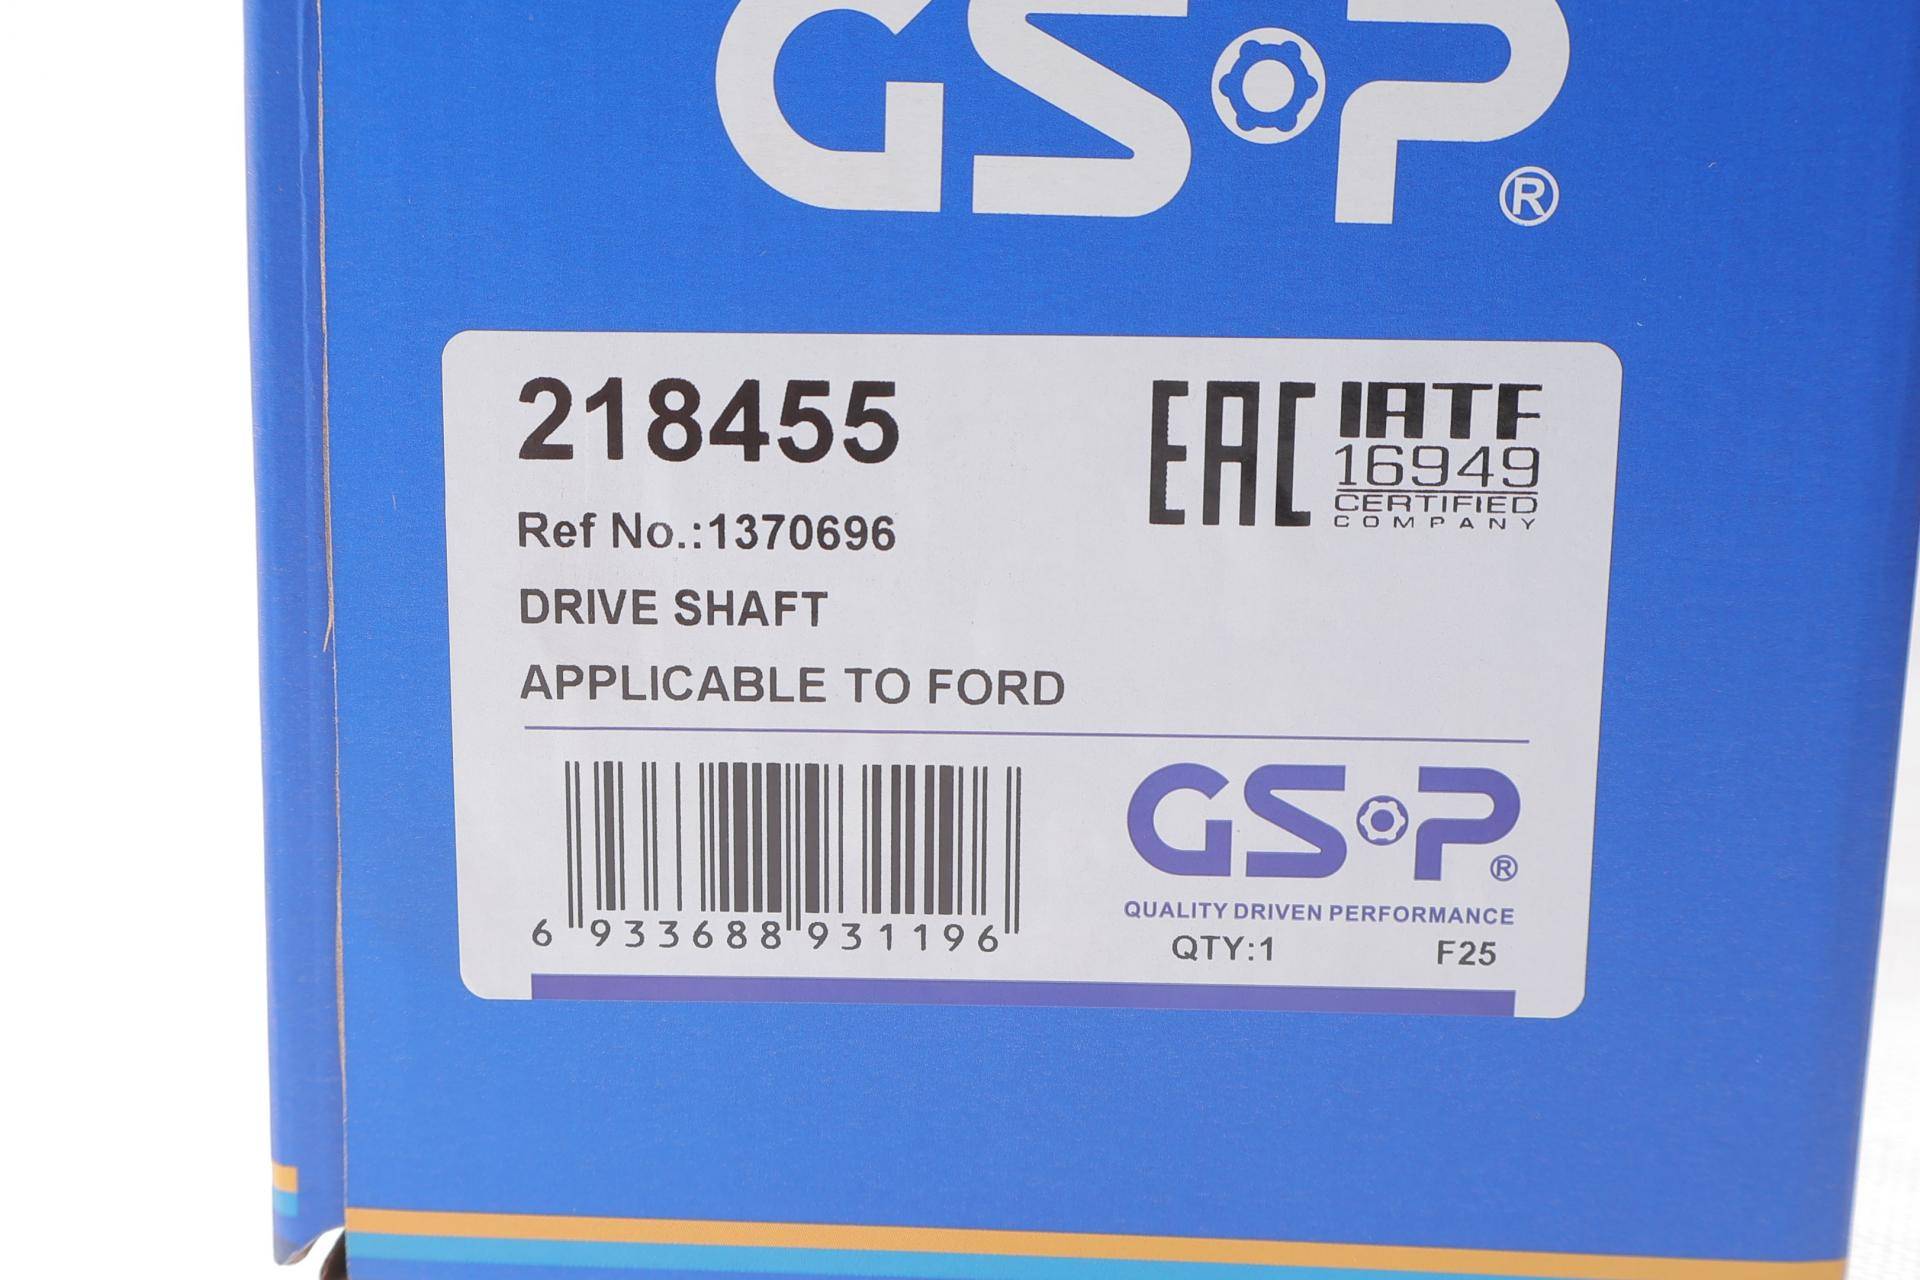 GSP®
218455
EAC
IATF
16949
CERTIFIED
COMPANY
Ref No.:1370696
DRIVE SHAFT
APPLICABLE TO FORD
6 933688 931196
GSP®
QUALITY DRIVEN PERFORMANCE
QTY:1 F25